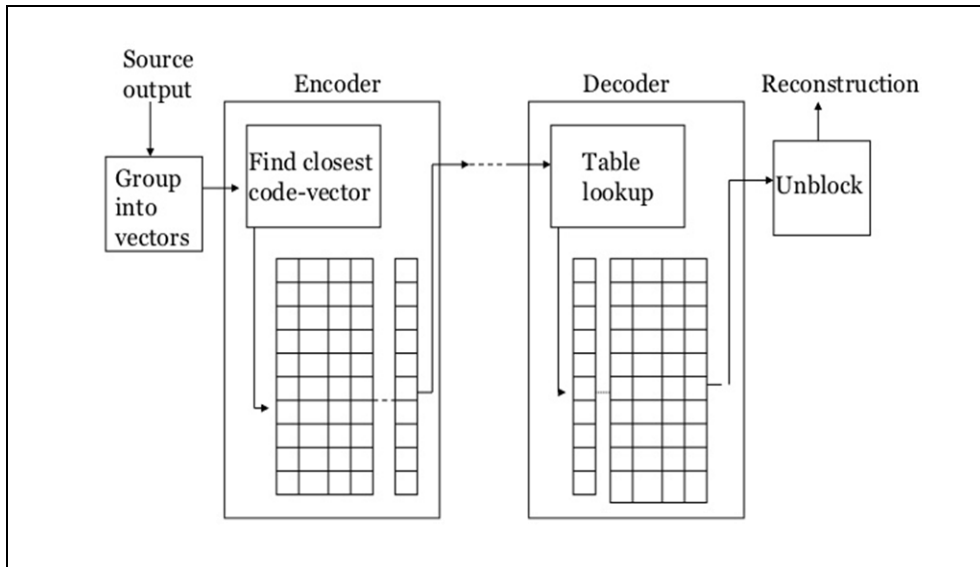 Source
output
Encoder
Decoder
Reconstruction
Group
into
vectors
Find closest
code-vector
Table
lookup
Unblock